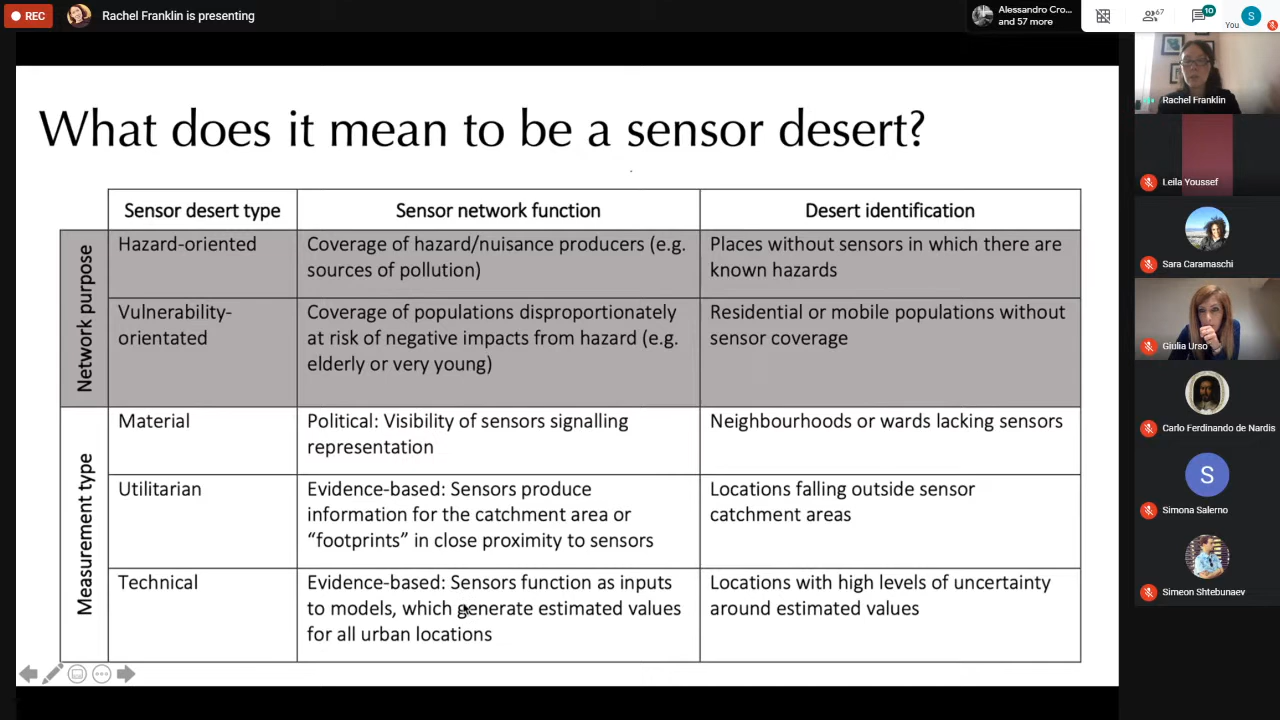 REC
Rachel Franklin is presenting
Alessandro Cro...
and 57 more
67
10
You
S
What does it mean to be a sensor desert?
Sensor desert type
Sensor network function
Desert identification
Network purpose
Hazard-oriented
Coverage of hazard/nuisance producers (e.g.
sources of pollution)
Places without sensors in which there are
known hazards
Vulnerability-
orientated
Coverage of populations disproportionately
at risk of negative impacts from hazard (e.g.
elderly or very young)
Residential or mobile populations without
sensor coverage
Measurement type
Material
Political: Visibility of sensors signalling
representation
Neighbourhoods or wards lacking sensors
Utilitarian
Evidence-based: Sensors produce
information for the catchment area or
“footprints” in close proximity to sensors
Locations falling outside sensor
catchment areas
Technical
Evidence-based: Sensors function as inputs
to models, which generate estimated values
for all urban locations
Locations with high levels of uncertainty
around estimated values
Rachel Franklin
Leila Youssef
Sara Caramaschi
Giulia Urso
Carlo Ferdinando de Nardis
S
Simona Salerno
Simeon Shtebunaev